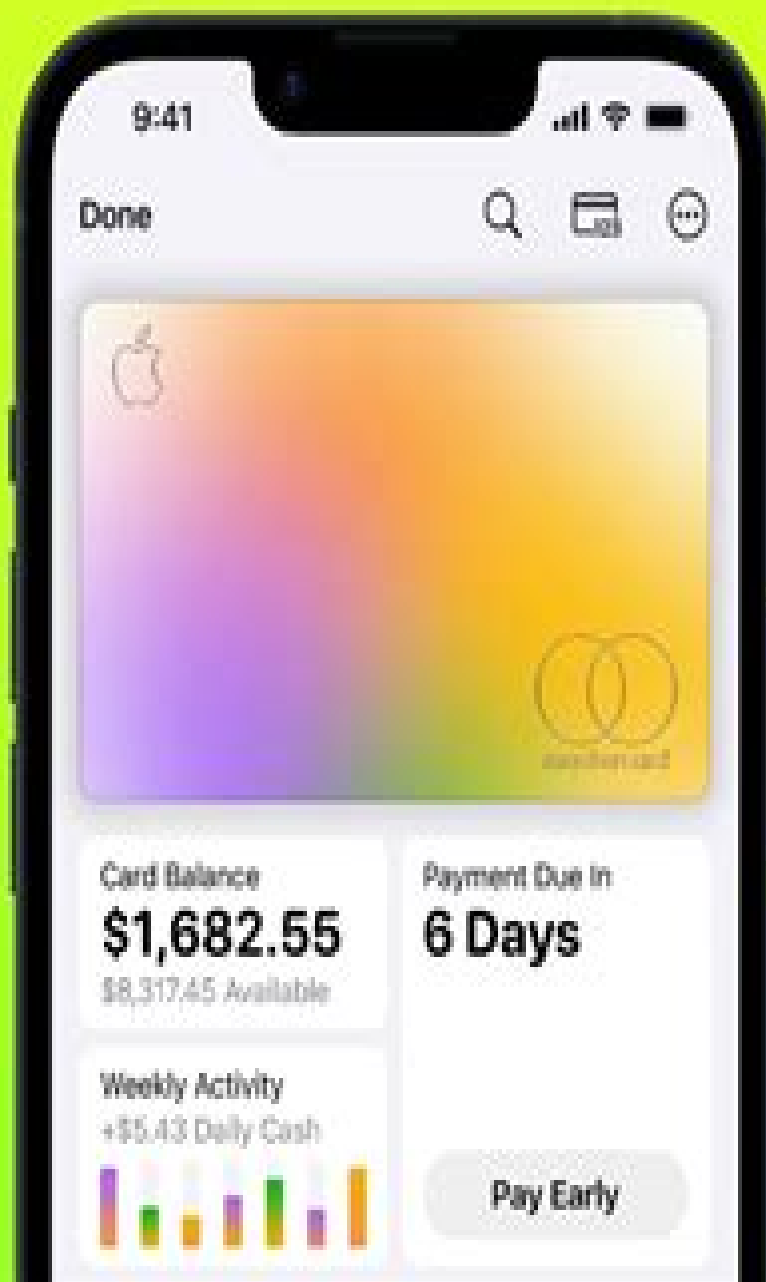 9:41
Done
Card Balance
$1,682.55
$8,317.45 Available
Payment Due In
6 Days
Weekly Activity
+$5.43 Daily Cash
Pay Early